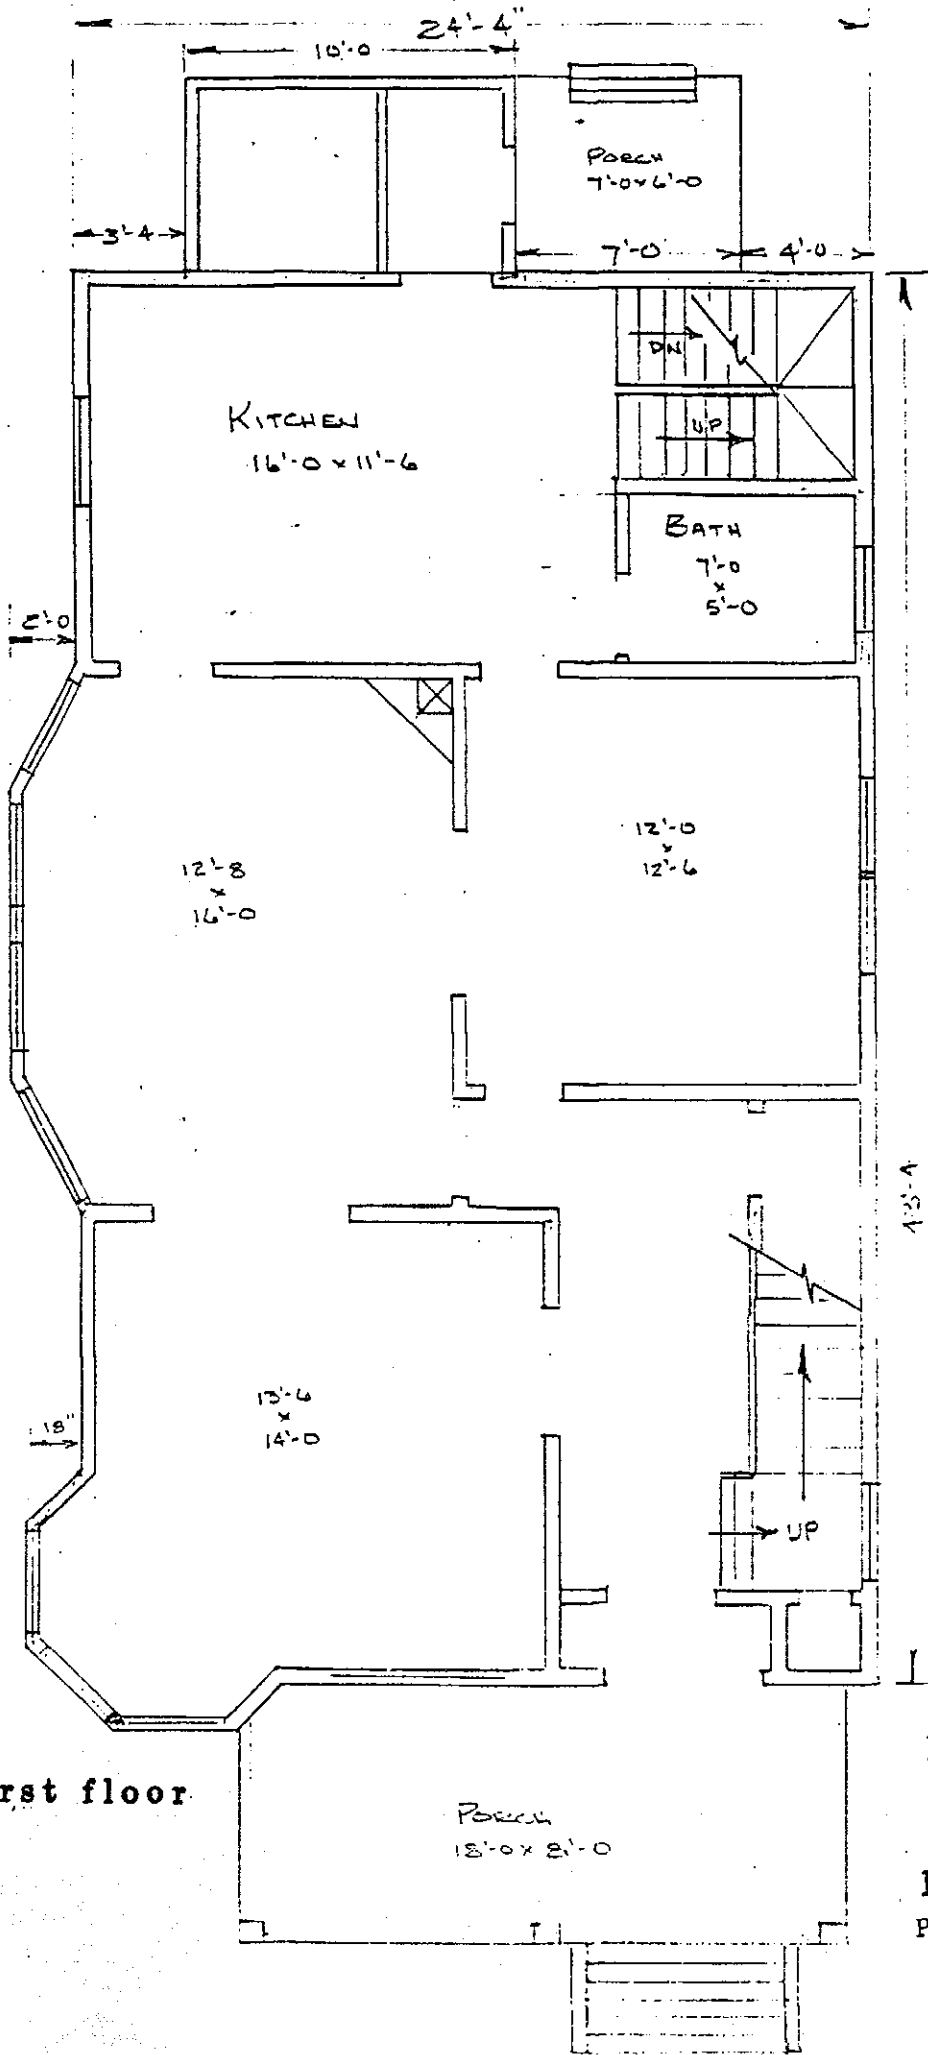 24'-4"
10'-0
PORCH
7'-0 x 6'-0
3'-4
7'-0
4'-0
DN
KITCHEN
16'-0 x 11'-6
UP
BATH
7'-0
x
5'-0
2'-0
12'-8
x
16'-0
12'-0
x
12'-6
13'-6
x
14'-0
18"
UP
rst floor
PORCH
18'-0 x 8'-0
P